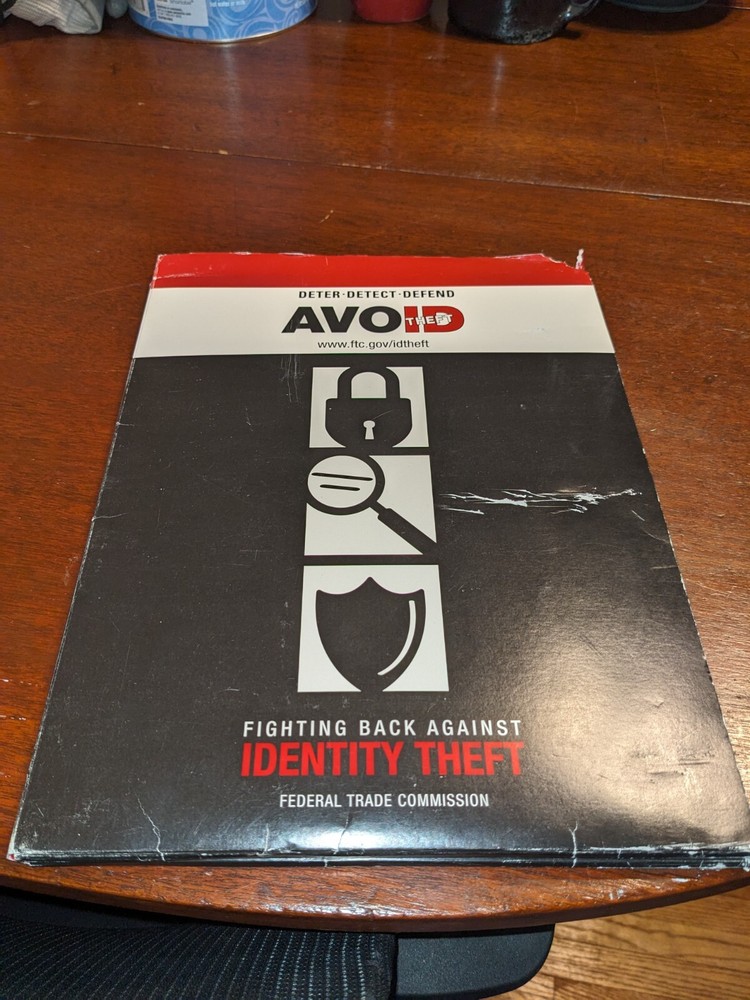 DETER·DETECT·DEFEND
AVOID
THEFT
www.ftc.gov/idtheft
FIGHTING BACK AGAINST
IDENTITY THEFT
FEDERAL TRADE COMMISSION